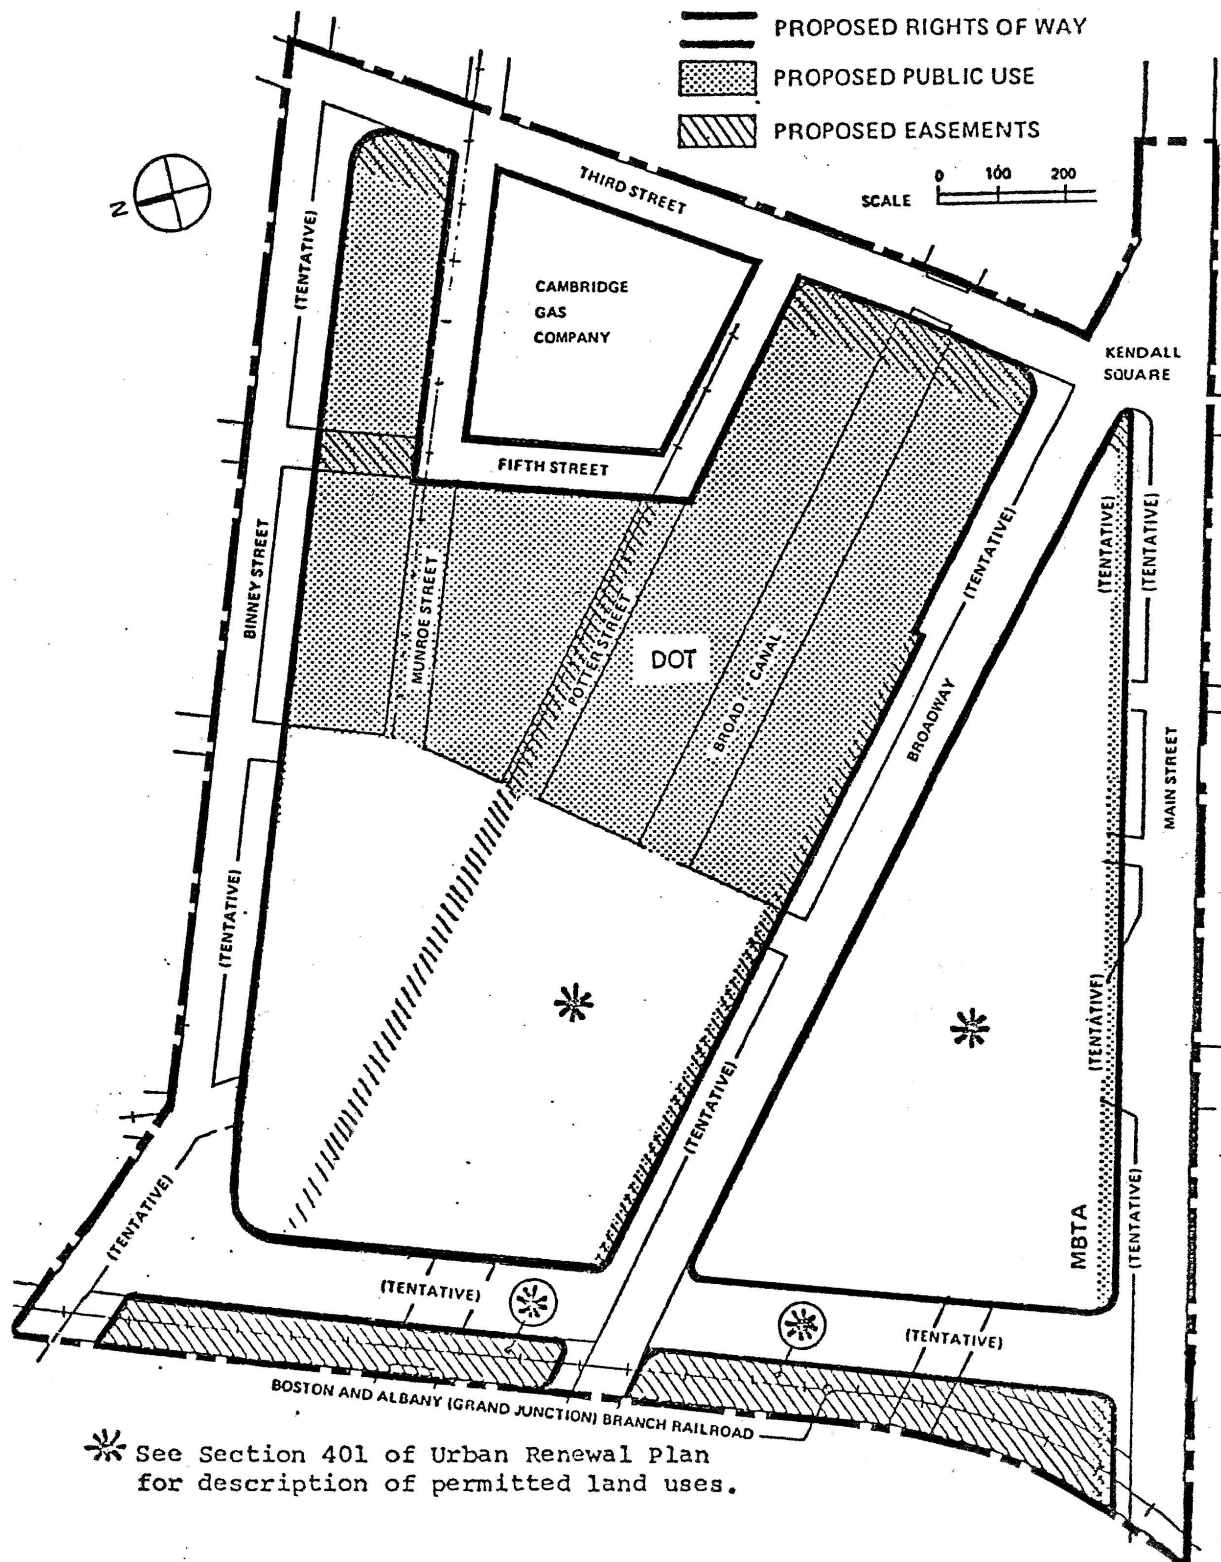 PROPOSED RIGHTS OF WAY
PROPOSED PUBLIC USE
PROPOSED EASEMENTS
SCALE
0 100 200
N
THIRD STREET
(TENTATIVE)
CAMBRIDGE
GAS
COMPANY
KENDALL
SQUARE
FIFTH STREET
BINNEY STREET
MUNROE STREET
POTTER STREET
DOT
BROAD CANAL
(TENTATIVE)
BROADWAY
(TENTATIVE)
(TENTATIVE)
MAIN STREET
(TENTATIVE)
(TENTATIVE)
(TENTATIVE)
(TENTATIVE)
MBTA
(TENTATIVE)
(TENTATIVE)
(TENTATIVE)
BOSTON AND ALBANY (GRAND JUNCTION) BRANCH RAILROAD
See Section 401 of Urban Renewal Plan
for description of permitted land uses.